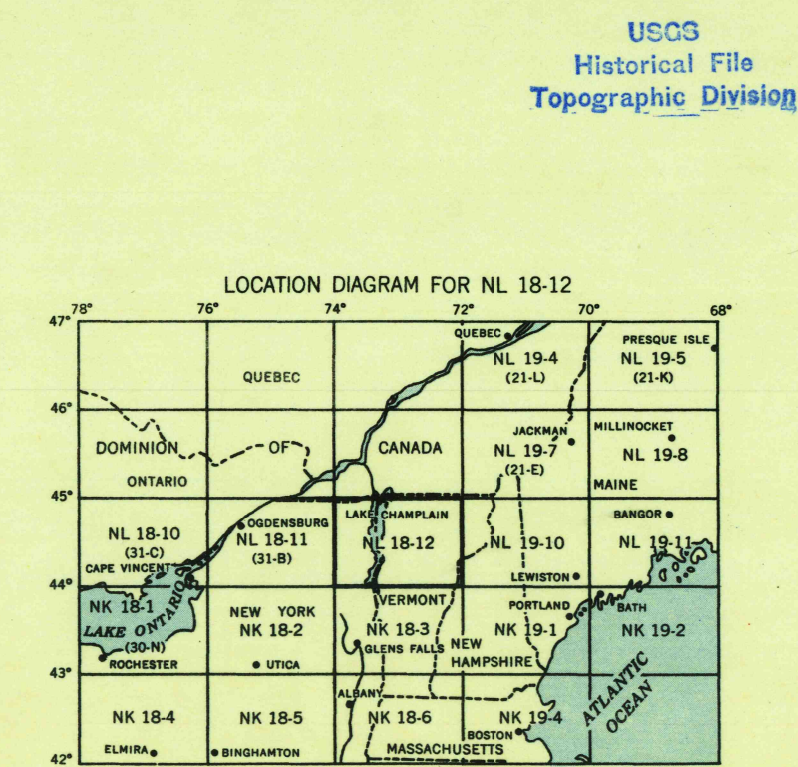 USGS
Historical File
Topographic Division
LOCATION DIAGRAM FOR NL 18-12
78° 76° 74° 72° 70° 68°
47°
QUEBEC
PRESQUE ISLE
NL 19-4
(21-L)
NL 19-5
(21-K)
QUEBEC
46°
DOMINION OF CANADA
JACKMAN
MILLINOCKET
NL 19-7
(21-E)
NL 19-8
ONTARIO
MAINE
45°
NL 18-10
(31-C)
CAPE VINCENT
OGDENSBURG
NL 18-11
(31-B)
LAKE CHAMPLAIN
NL 18-12
NL 19-10
BANGOR
NL 19-11
LEWISTON
44°
NK 18-1
LAKE ONTARIO
(30-N)
ROCHESTER
NEW YORK
NK 18-2
UTICA
VERMONT
NK 18-3
GLENS FALLS
NEW
HAMPSHIRE
PORTLAND
NK 19-1
BATH
NK 19-2
43°
ATLANTIC
OCEAN
NK 18-4
ELMIRA
NK 18-5
BINGHAMTON
ALBANY
NK 18-6
MASSACHUSETTS
NK 19-4
BOSTON
42°